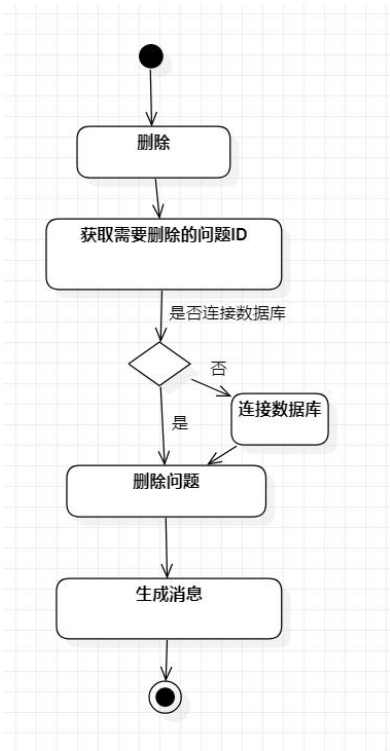 删除
获取需要删除的问题ID
是否连接数据库
否
连接数据库
是
删除问题
生成消息